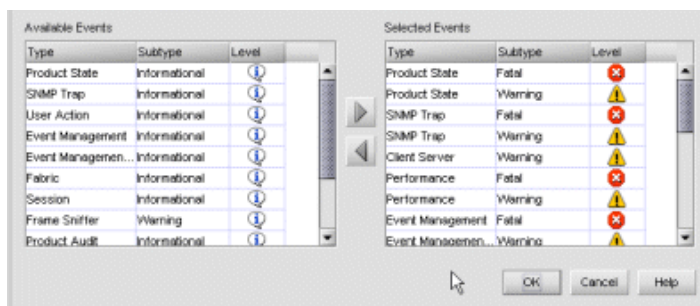 Available Events
Type Subtype Level
Product State Informational
SNMP Trap Informational
User Action Informational
Event Management Informational
Event Managemen... Informational
Fabric Informational
Session Informational
Frame Sniffer Warning
Product Audit Informational
Selected Events
Type Subtype Level
Product State Fatal
Product State Warning
SNMP Trap Fatal
SNMP Trap Warning
Client Server Warning
Performance Fatal
Performance Warning
Event Management Fatal
Event Managemen... Warning
OK Cancel Help